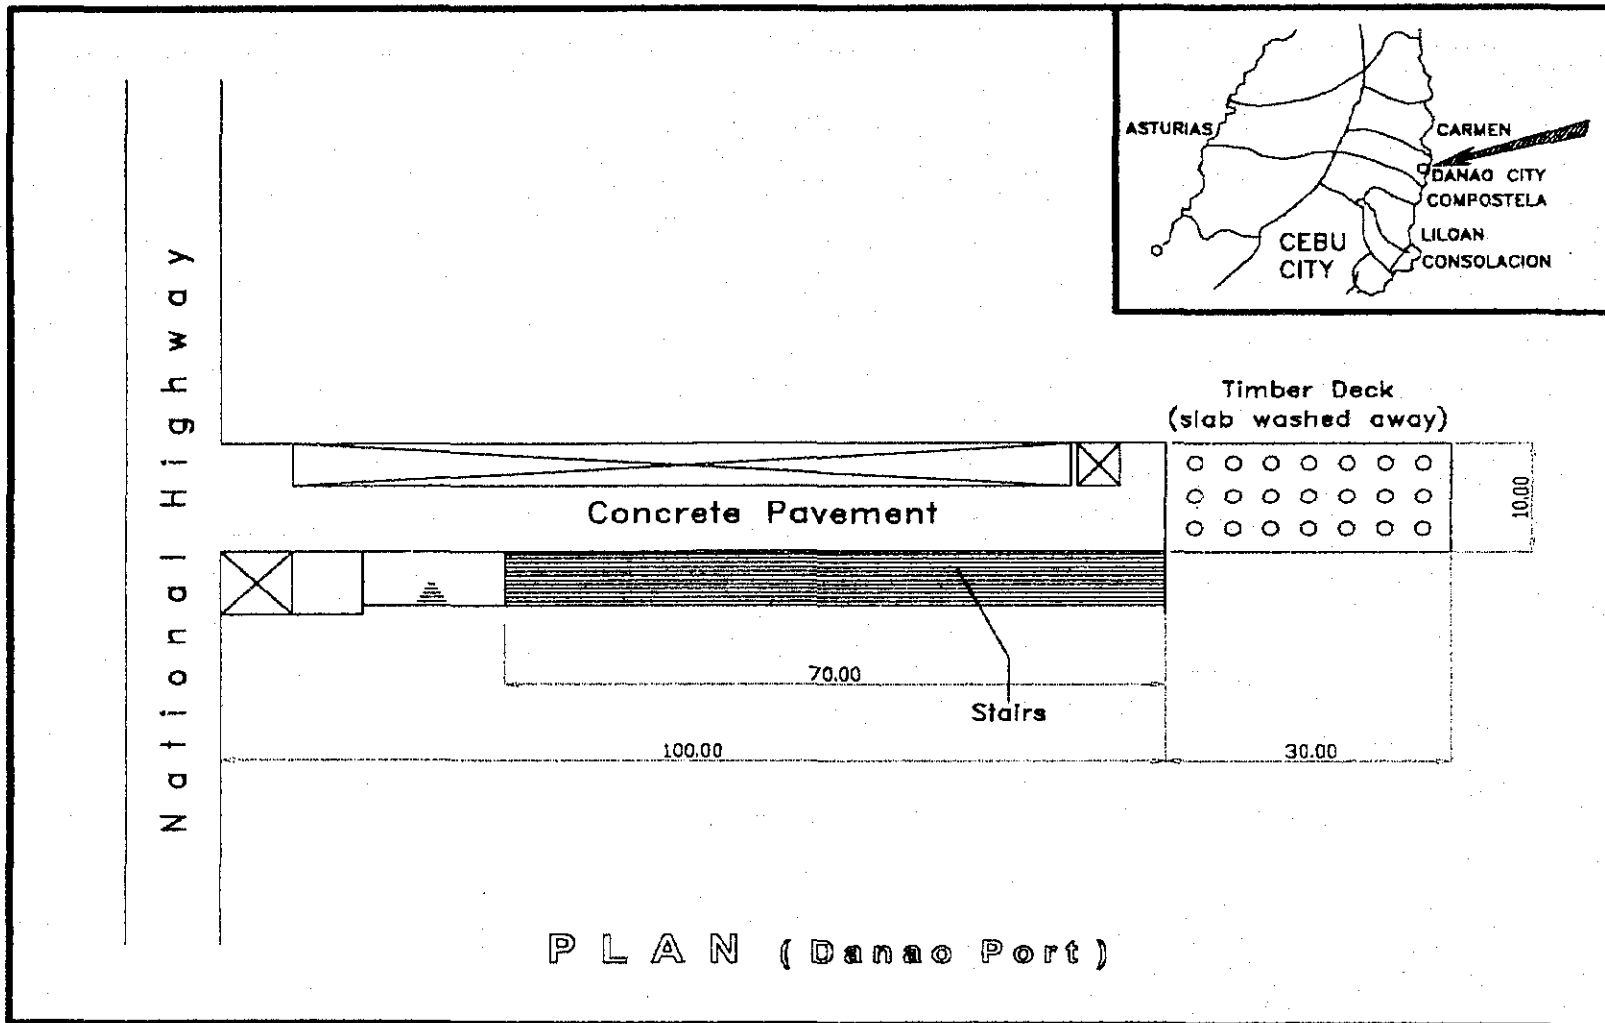 ASTURIAS
CARMEN
DANAO CITY
COMPOSTELA
LILOAN
CEBU
CITY
CONSOLACION
National Highway
Timber Deck
(slab washed away)
10.00
Concrete Pavement
70.00
Stairs
100.00
30.00
PLAN (Danao Port)